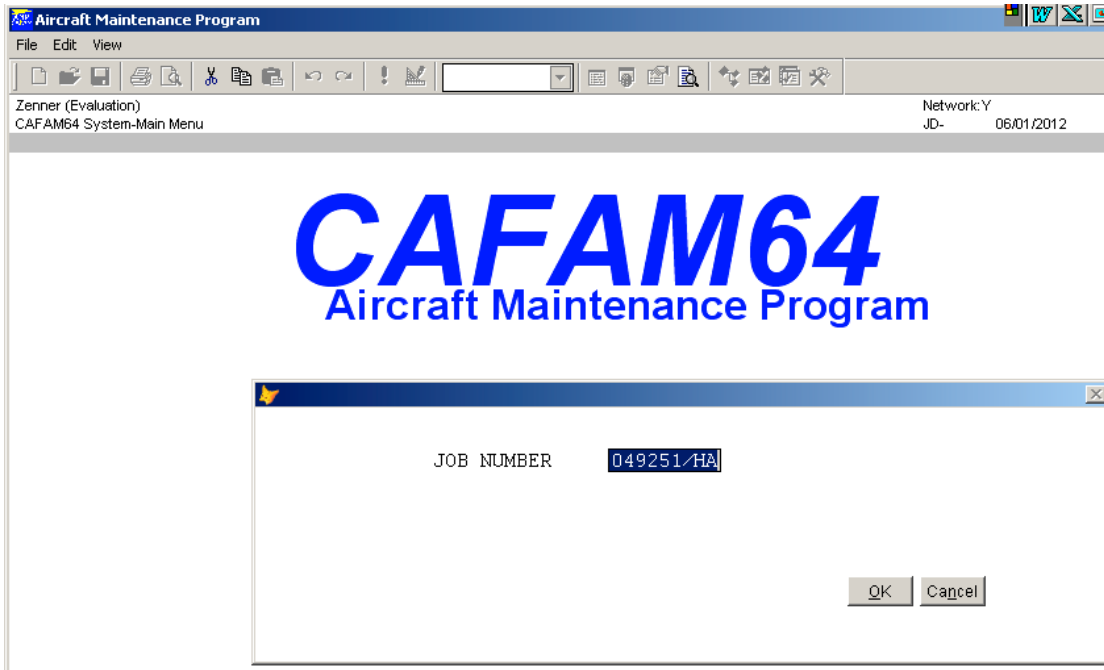 Aircraft Maintenance Program
File Edit View
Zenner (Evaluation)
Network:Y
CAFAM64 System-Main Menu
JD- 06/01/2012
CAFAM64
Aircraft Maintenance Program
JOB NUMBER 049251/HA
OK Cancel